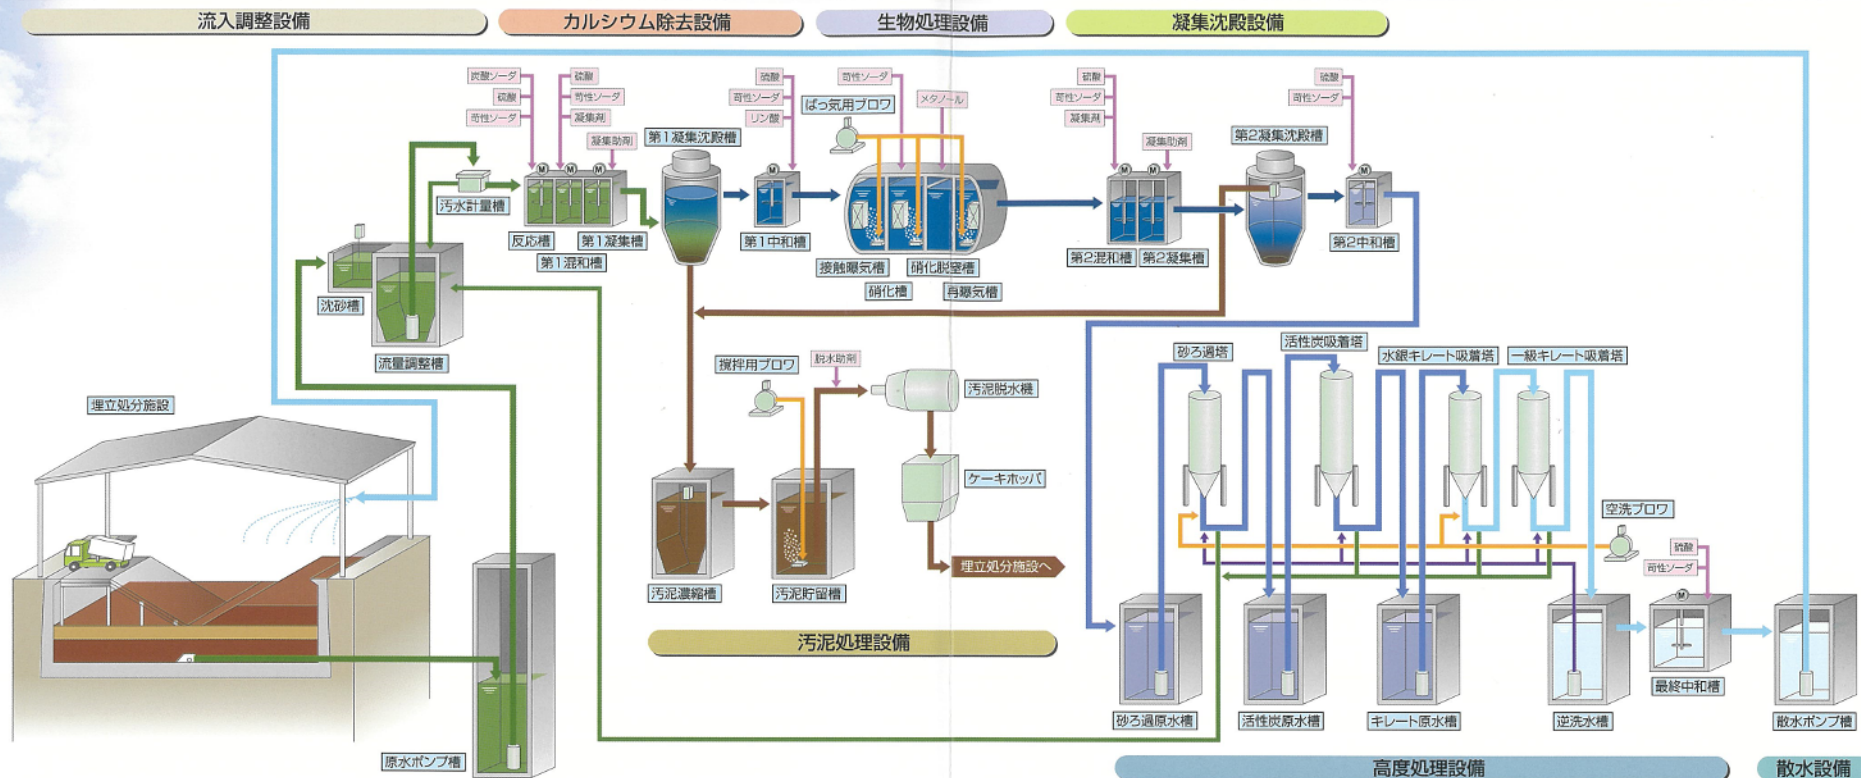 流入調整設備
カルシウム除去設備
生物処理設備
凝集沈殿設備
炭酸ソーダ
硫酸
苛性ソーダ
硫酸
苛性ソーダ
凝集剤
凝集助剤
第1凝集沈殿槽
硫酸
苛性ソーダ
リン酸
ばっ気用ブロワ
苛性ソーダ
メタノール
硫酸
苛性ソーダ
凝集剤
凝集助剤
第2凝集沈殿槽
硫酸
苛性ソーダ
M
M
M
M
M
M
M
汚水計量槽
反応槽
第1凝集槽
第1混和槽
第1中和槽
接触曝気槽
硝化脱窒槽
硝化槽
再曝気槽
第2混和槽
第2凝集槽
第2中和槽
沈砂槽
流量調整槽
埋立処分施設
撹拌用ブロワ
脱水助剤
汚泥脱水機
ケーキホッパ
埋立処分施設へ
汚泥濃縮槽
汚泥貯留槽
汚泥処理設備
砂ろ過塔
活性炭吸着塔
水銀キレート吸着塔
一級キレート吸着塔
空洗ブロワ
硫酸
苛性ソーダ
M
砂ろ過原水槽
活性炭原水槽
キレート原水槽
逆洗水槽
最終中和槽
散水ポンプ槽
原水ポンプ槽
高度処理設備
散水設備